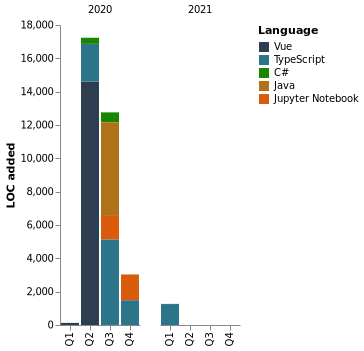 2020
2021
LOC added
18,000
16,000
14,000
12,000
10,000
8,000
6,000
4,000
2,000
0
Q1
Q2
Q3
Q4
Q1
Q2
Q3
Q4
Language
Vue
TypeScript
C#
Java
Jupyter Notebook